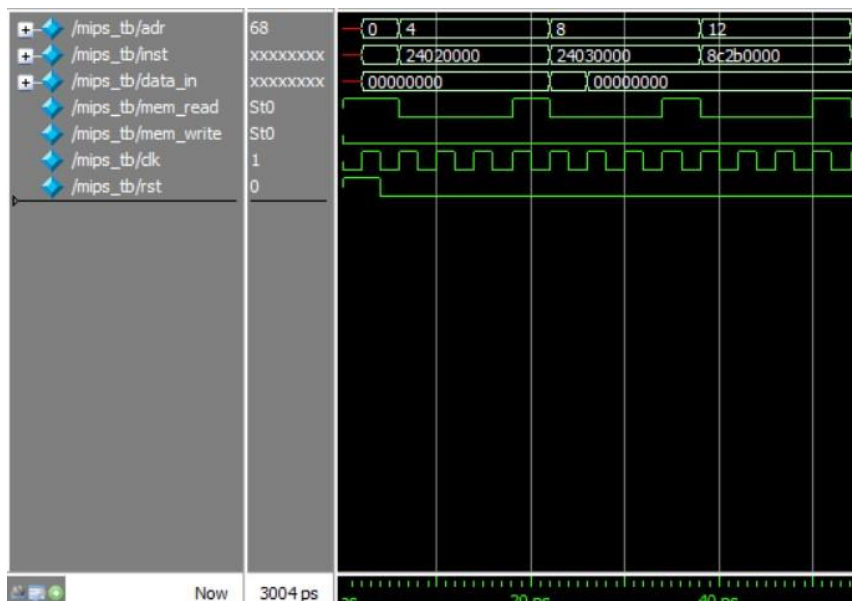 /mips_tb/adr 68 0 4 8 12
/mips_tb/inst xxxxxxxx 24020000 24030000 8c2b0000
/mips_tb/data_in xxxxxxxx 00000000 00000000
/mips_tb/mem_read St0
/mips_tb/mem_write St0
/mips_tb/clk 1
/mips_tb/rst 0
Now 3004 ps 20 ps 40 ps